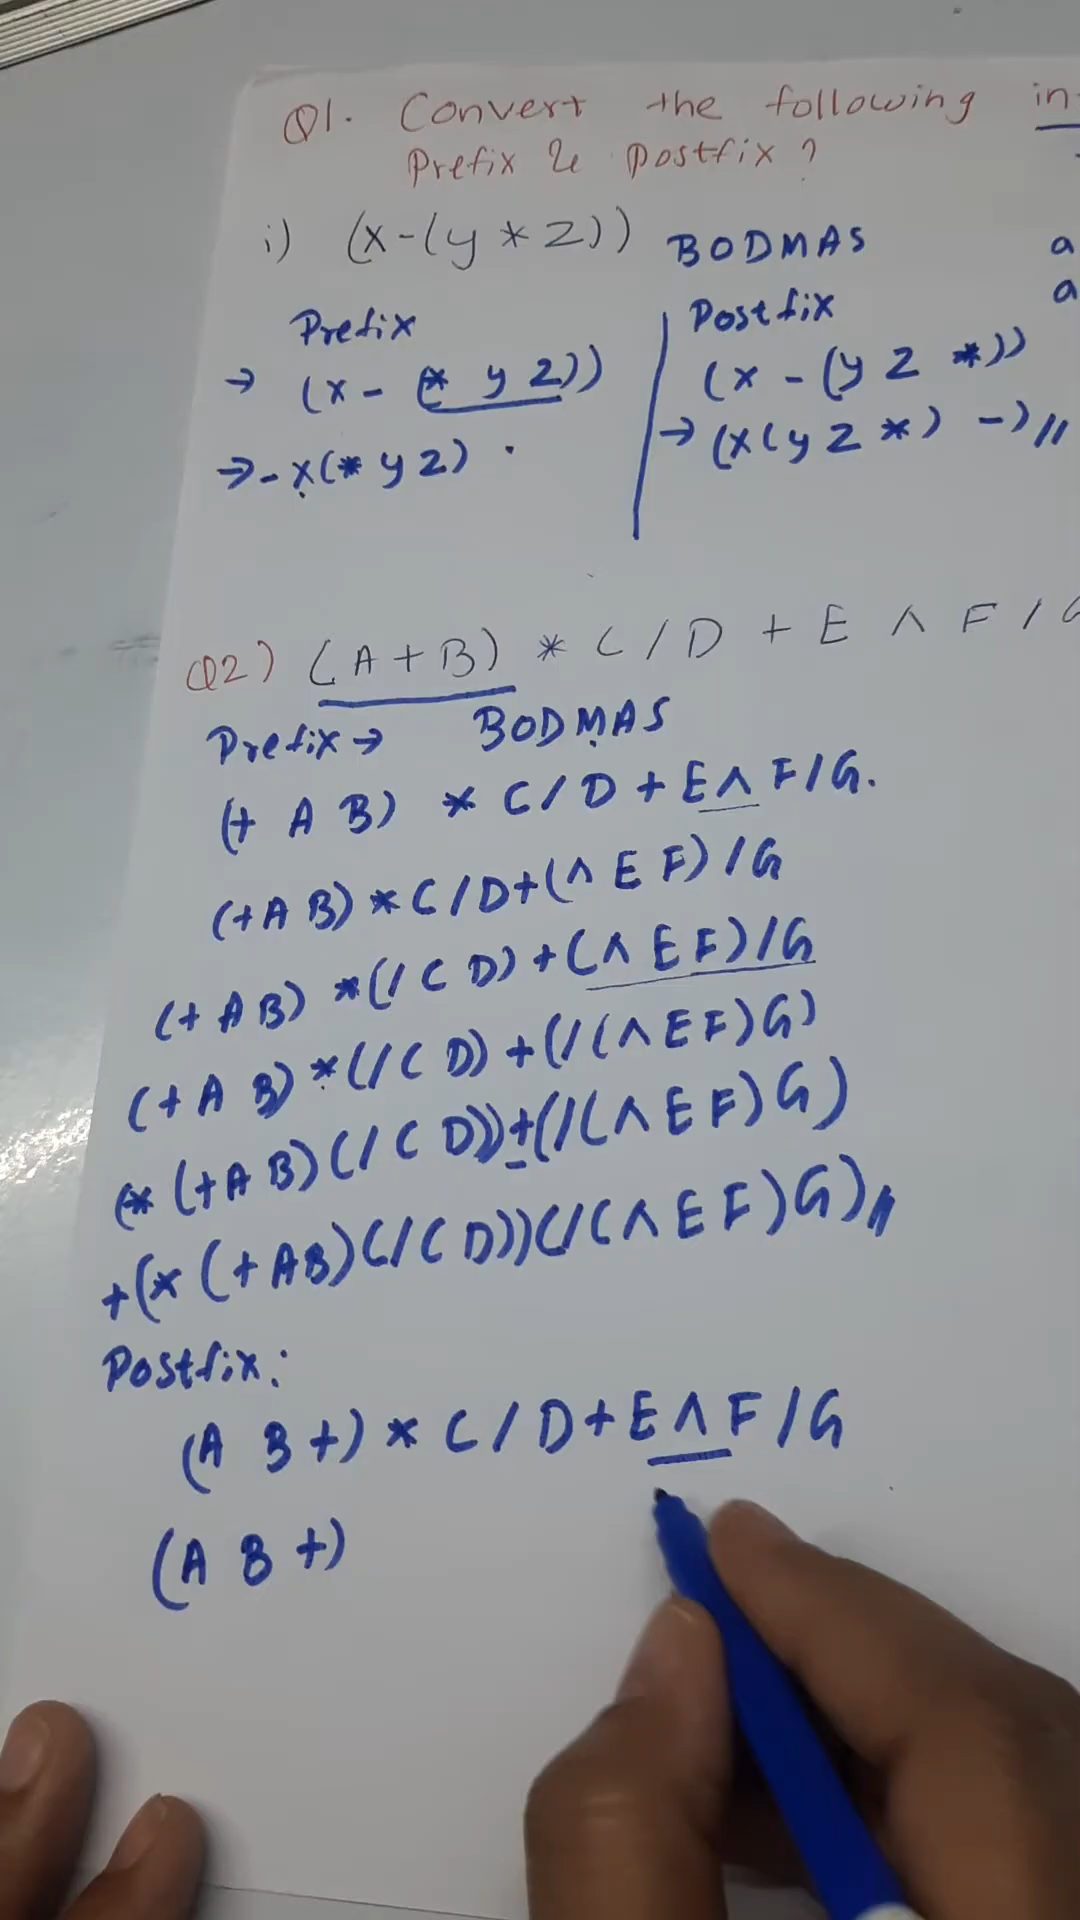 Q1. Convert the following in
Prefix & Postfix ?
i) (x-(y*z)) BODMAS
a
a
Prefix
→ (x - (* y z))
→ - x(* y z) .
Postfix
(x - (y z *))
→ (x(y z *) -) //
Q2) (A+B) * C / D + E ∧ F / G
Prefix → BODMAS
(+ A B) * C / D + E ∧ F / G.
(+A B) * C / D + (∧ E F) / G
(+ A B) * (/ C D) + (∧ E F) / G
(+ A B) * (/ C D) + (/ (∧ E F) G)
(* (+A B) (/ C D)) + (/ (∧ E F) G)
+ (* (+ A B) (/ C D)) (/ (∧ E F) G) //
Postfix:
(A B +) * C / D + E ∧ F / G
(A B +)